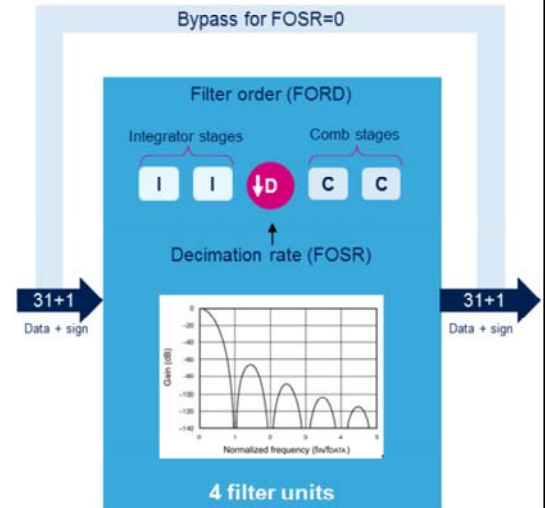 Bypass for FOSR=0
Filter order (FORD)
Integrator stages
Comb stages
I
I
↓D
C
C
Decimation rate (FOSR)
31+1
Data + sign
31+1
Data + sign
Gain (dB)
0
-20
-40
-60
-80
-100
-120
-140
0
1
2
3
4
5
Normalized frequency (fIN/fDATA)
4 filter units